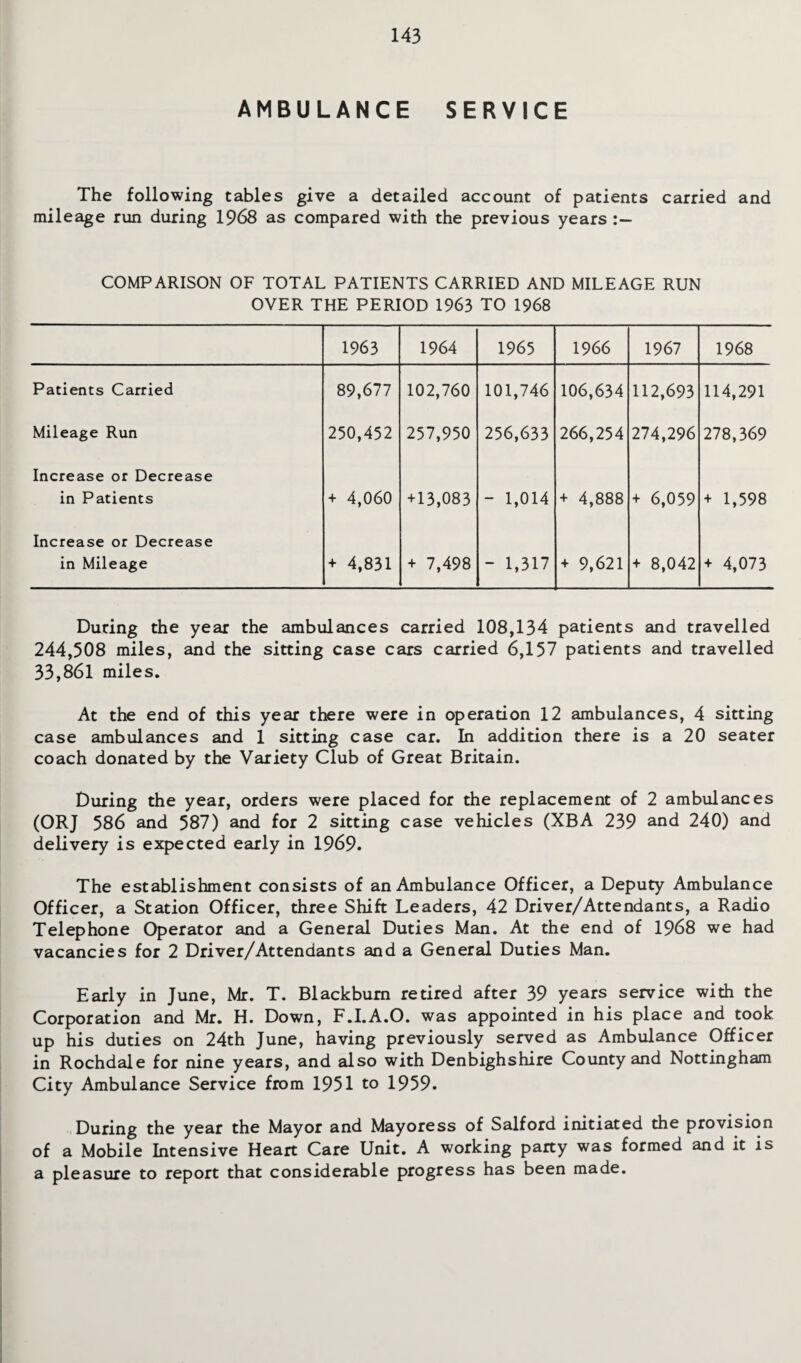 143
AMBULANCE SERVICE
The following tables give a detailed account of patients carried and
mileage run during 1968 as compared with the previous years :—
COMPARISON OF TOTAL PATIENTS CARRIED AND MILEAGE RUN
OVER THE PERIOD 1963 TO 1968
1963 1964 1965 1966 1967 1968
Patients Carried 89,677 102,760 101,746 106,634 112,693 114,291
Mileage Run 250,452 257,950 256,633 266,254 274,296 278,369
Increase or Decrease
in Patients + 4,060 +13,083 - 1,014 + 4,888 + 6,059 + 1,598
Increase or Decrease
in Mileage + 4,831 + 7,498 - 1,317 + 9,621 + 8,042 + 4,073
During the year the ambulances carried 108,134 patients and travelled
244,508 miles, and the sitting case cars carried 6,157 patients and travelled
33,861 miles.
At the end of this year there were in operation 12 ambulances, 4 sitting
case ambulances and 1 sitting case car. In addition there is a 20 seater
coach donated by the Variety Club of Great Britain.
During the year, orders were placed for the replacement of 2 ambulances
(ORJ 586 and 587) and for 2 sitting case vehicles (XBA 239 and 240) and
delivery is expected early in 1969.
The establishment consists of an Ambulance Officer, a Deputy Ambulance
Officer, a Station Officer, three Shift Leaders, 42 Driver/Attendants, a Radio
Telephone Operator and a General Duties Man. At the end of 1968 we had
vacancies for 2 Driver/Attendants and a General Duties Man.
Early in June, Mr. T. Blackburn retired after 39 years service with the
Corporation and Mr. H. Down, F.I.A.O. was appointed in his place and took
up his duties on 24th June, having previously served as Ambulance Officer
in Rochdale for nine years, and also with Denbighshire County and Nottingham
City Ambulance Service from 1951 to 1959.
During the year the Mayor and Mayoress of Salford initiated the provision
of a Mobile Intensive Heart Care Unit. A working party was formed and it is
a pleasure to report that considerable progress has been made.